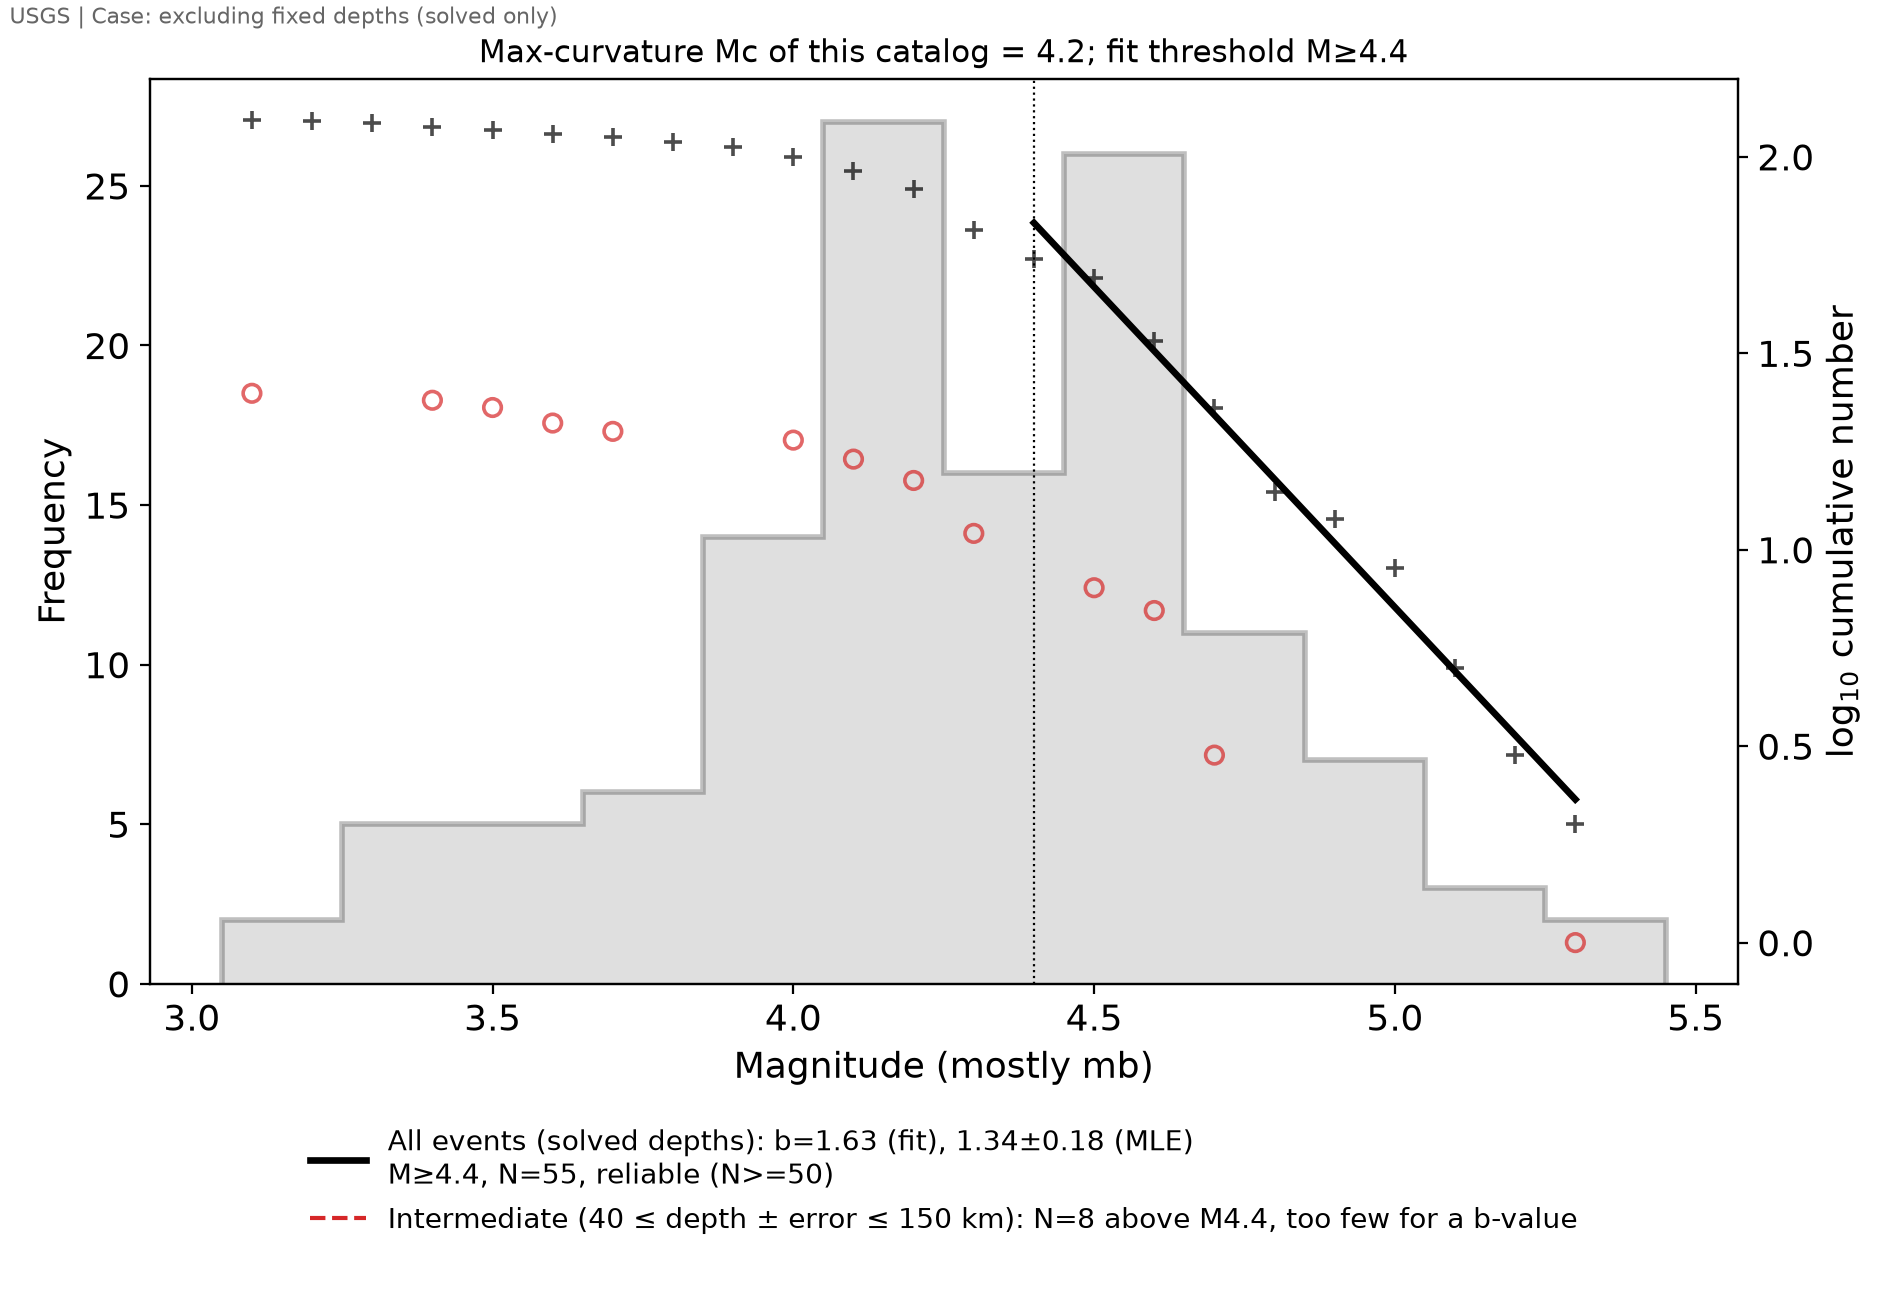 USGS | Case: excluding fixed depths (solved only)
Max-curvature Mc of this catalog = 4.2; fit threshold M≥4.4
Frequency
0
5
10
15
20
25
log₁₀ cumulative number
0.0
0.5
1.0
1.5
2.0
3.0 3.5 4.0 4.5 5.0 5.5
Magnitude (mostly mb)
All events (solved depths): b=1.63 (fit), 1.34±0.18 (MLE)
M≥4.4, N=55, reliable (N>=50)
Intermediate (40 ≤ depth ± error ≤ 150 km): N=8 above M4.4, too few for a b-value